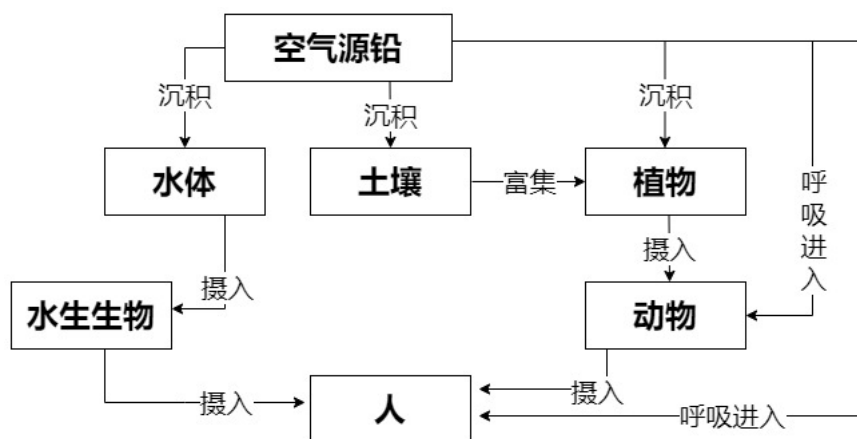 空气源铅
沉积
沉积
沉积
水体
土壤
富集
植物
呼吸进入
摄入
摄入
水生生物
动物
摄入
人
摄入
呼吸进入